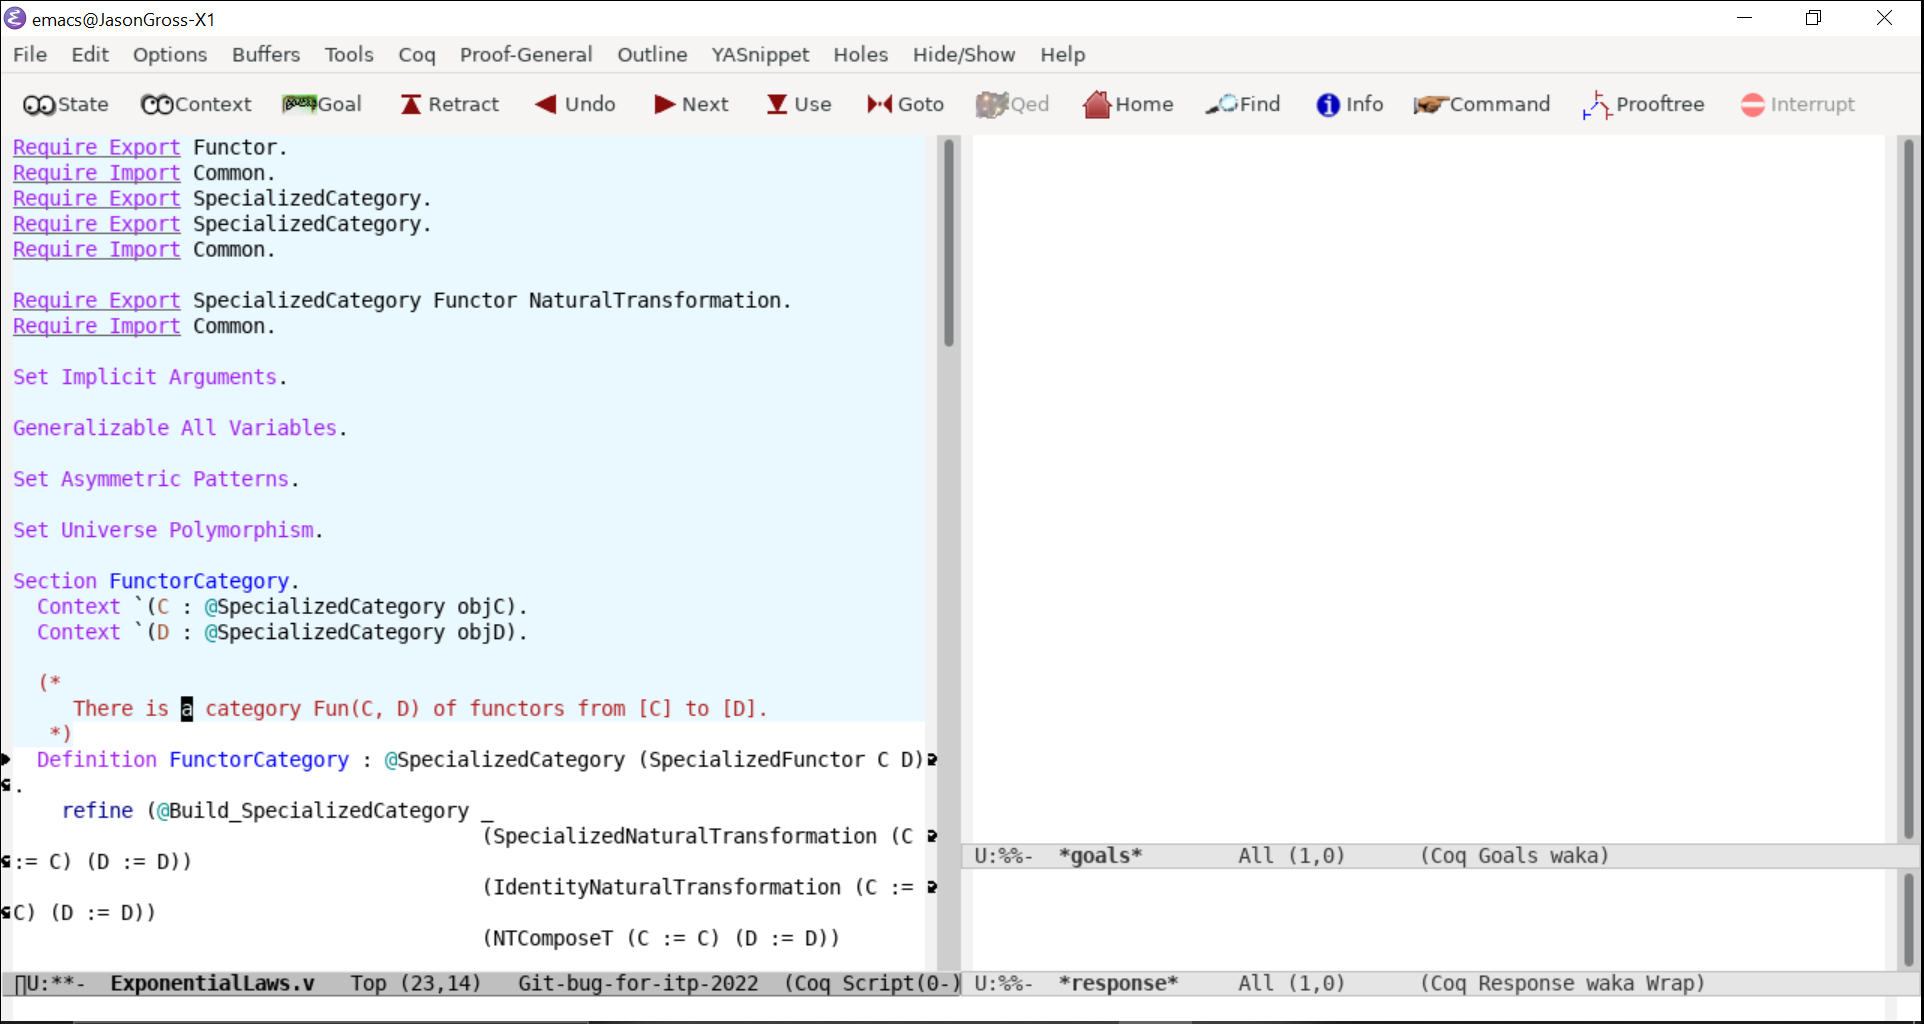 emacs@JasonGross-X1
File Edit Options Buffers Tools Coq Proof-General Outline YASnippet Holes Hide/Show Help
State Context Goal Retract Undo Next Use Goto Qed Home Find Info Command Prooftree Interrupt
Require Export Functor.
Require Import Common.
Require Export SpecializedCategory.
Require Export SpecializedCategory.
Require Import Common.
Require Export SpecializedCategory Functor NaturalTransformation.
Require Import Common.
Set Implicit Arguments.
Generalizable All Variables.
Set Asymmetric Patterns.
Set Universe Polymorphism.
Section FunctorCategory.
Context `(C : @SpecializedCategory objC).
Context `(D : @SpecializedCategory objD).
(*
There is a category Fun(C, D) of functors from [C] to [D].
*)
Definition FunctorCategory : @SpecializedCategory (SpecializedFunctor C D)
.
refine (@Build_SpecializedCategory _
(SpecializedNaturalTransformation (C
:= C) (D := D))
(IdentityNaturalTransformation (C :=
C) (D := D))
(NTComposeT (C := C) (D := D))
U:**- ExponentialLaws.v Top (23,14) Git-bug-for-itp-2022 (Coq Script(0-)
U:%%- *goals* All (1,0) (Coq Goals waka)
U:%%- *response* All (1,0) (Coq Response waka Wrap)